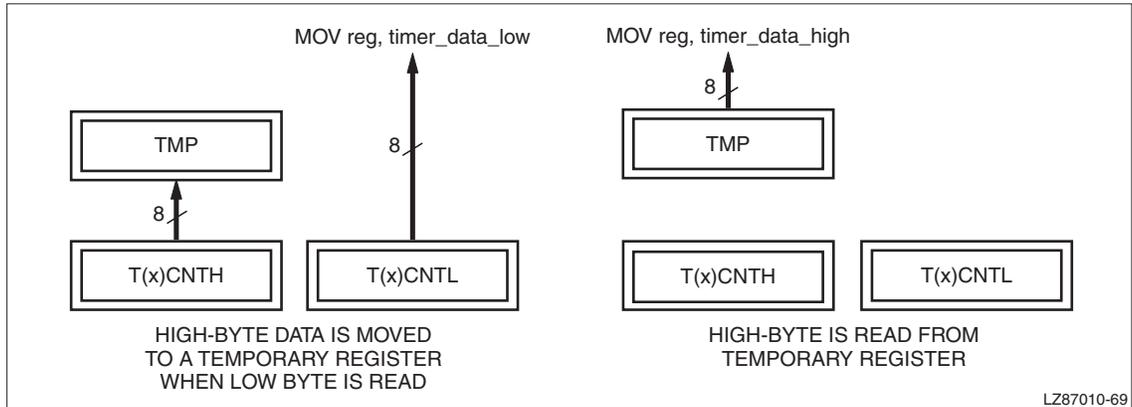 MOV reg, timer_data_low
MOV reg, timer_data_high
8
TMP
8
TMP
8
8
T(x)CNTH
T(x)CNTL
T(x)CNTH
T(x)CNTL
HIGH-BYTE DATA IS MOVED
TO A TEMPORARY REGISTER
WHEN LOW BYTE IS READ
HIGH-BYTE IS READ FROM
TEMPORARY REGISTER
LZ87010-69